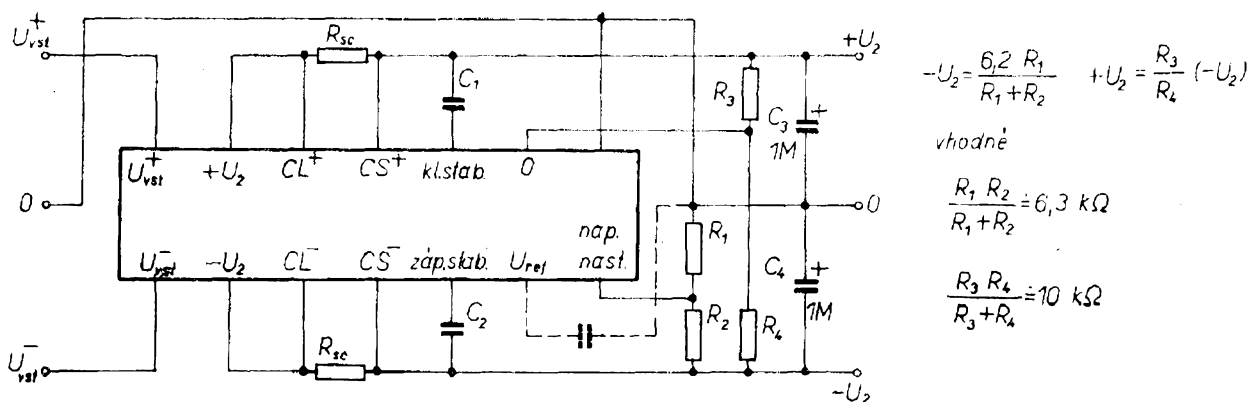 U⁺vst
Rsc
C₁
R₃
C₃
+
1M
+U₂
U⁺vst +U₂ CL⁺ CS⁺ kl.stab. 0
0
0
U⁻vst -U₂ CL⁻ CS⁻ záp.stab. Uref nap. nast.
R₁
C₄
+
1M
C₂
R₂
R₄
Rsc
U⁻vst
-U₂
-U₂ = 6,2 R₁ / R₁+R₂ +U₂ = R₃ / R₄ (-U₂)
vhodné
R₁ R₂ / R₁+R₂ ≐ 6,3 kΩ
R₃ R₄ / R₃+R₄ ≐ 10 kΩ